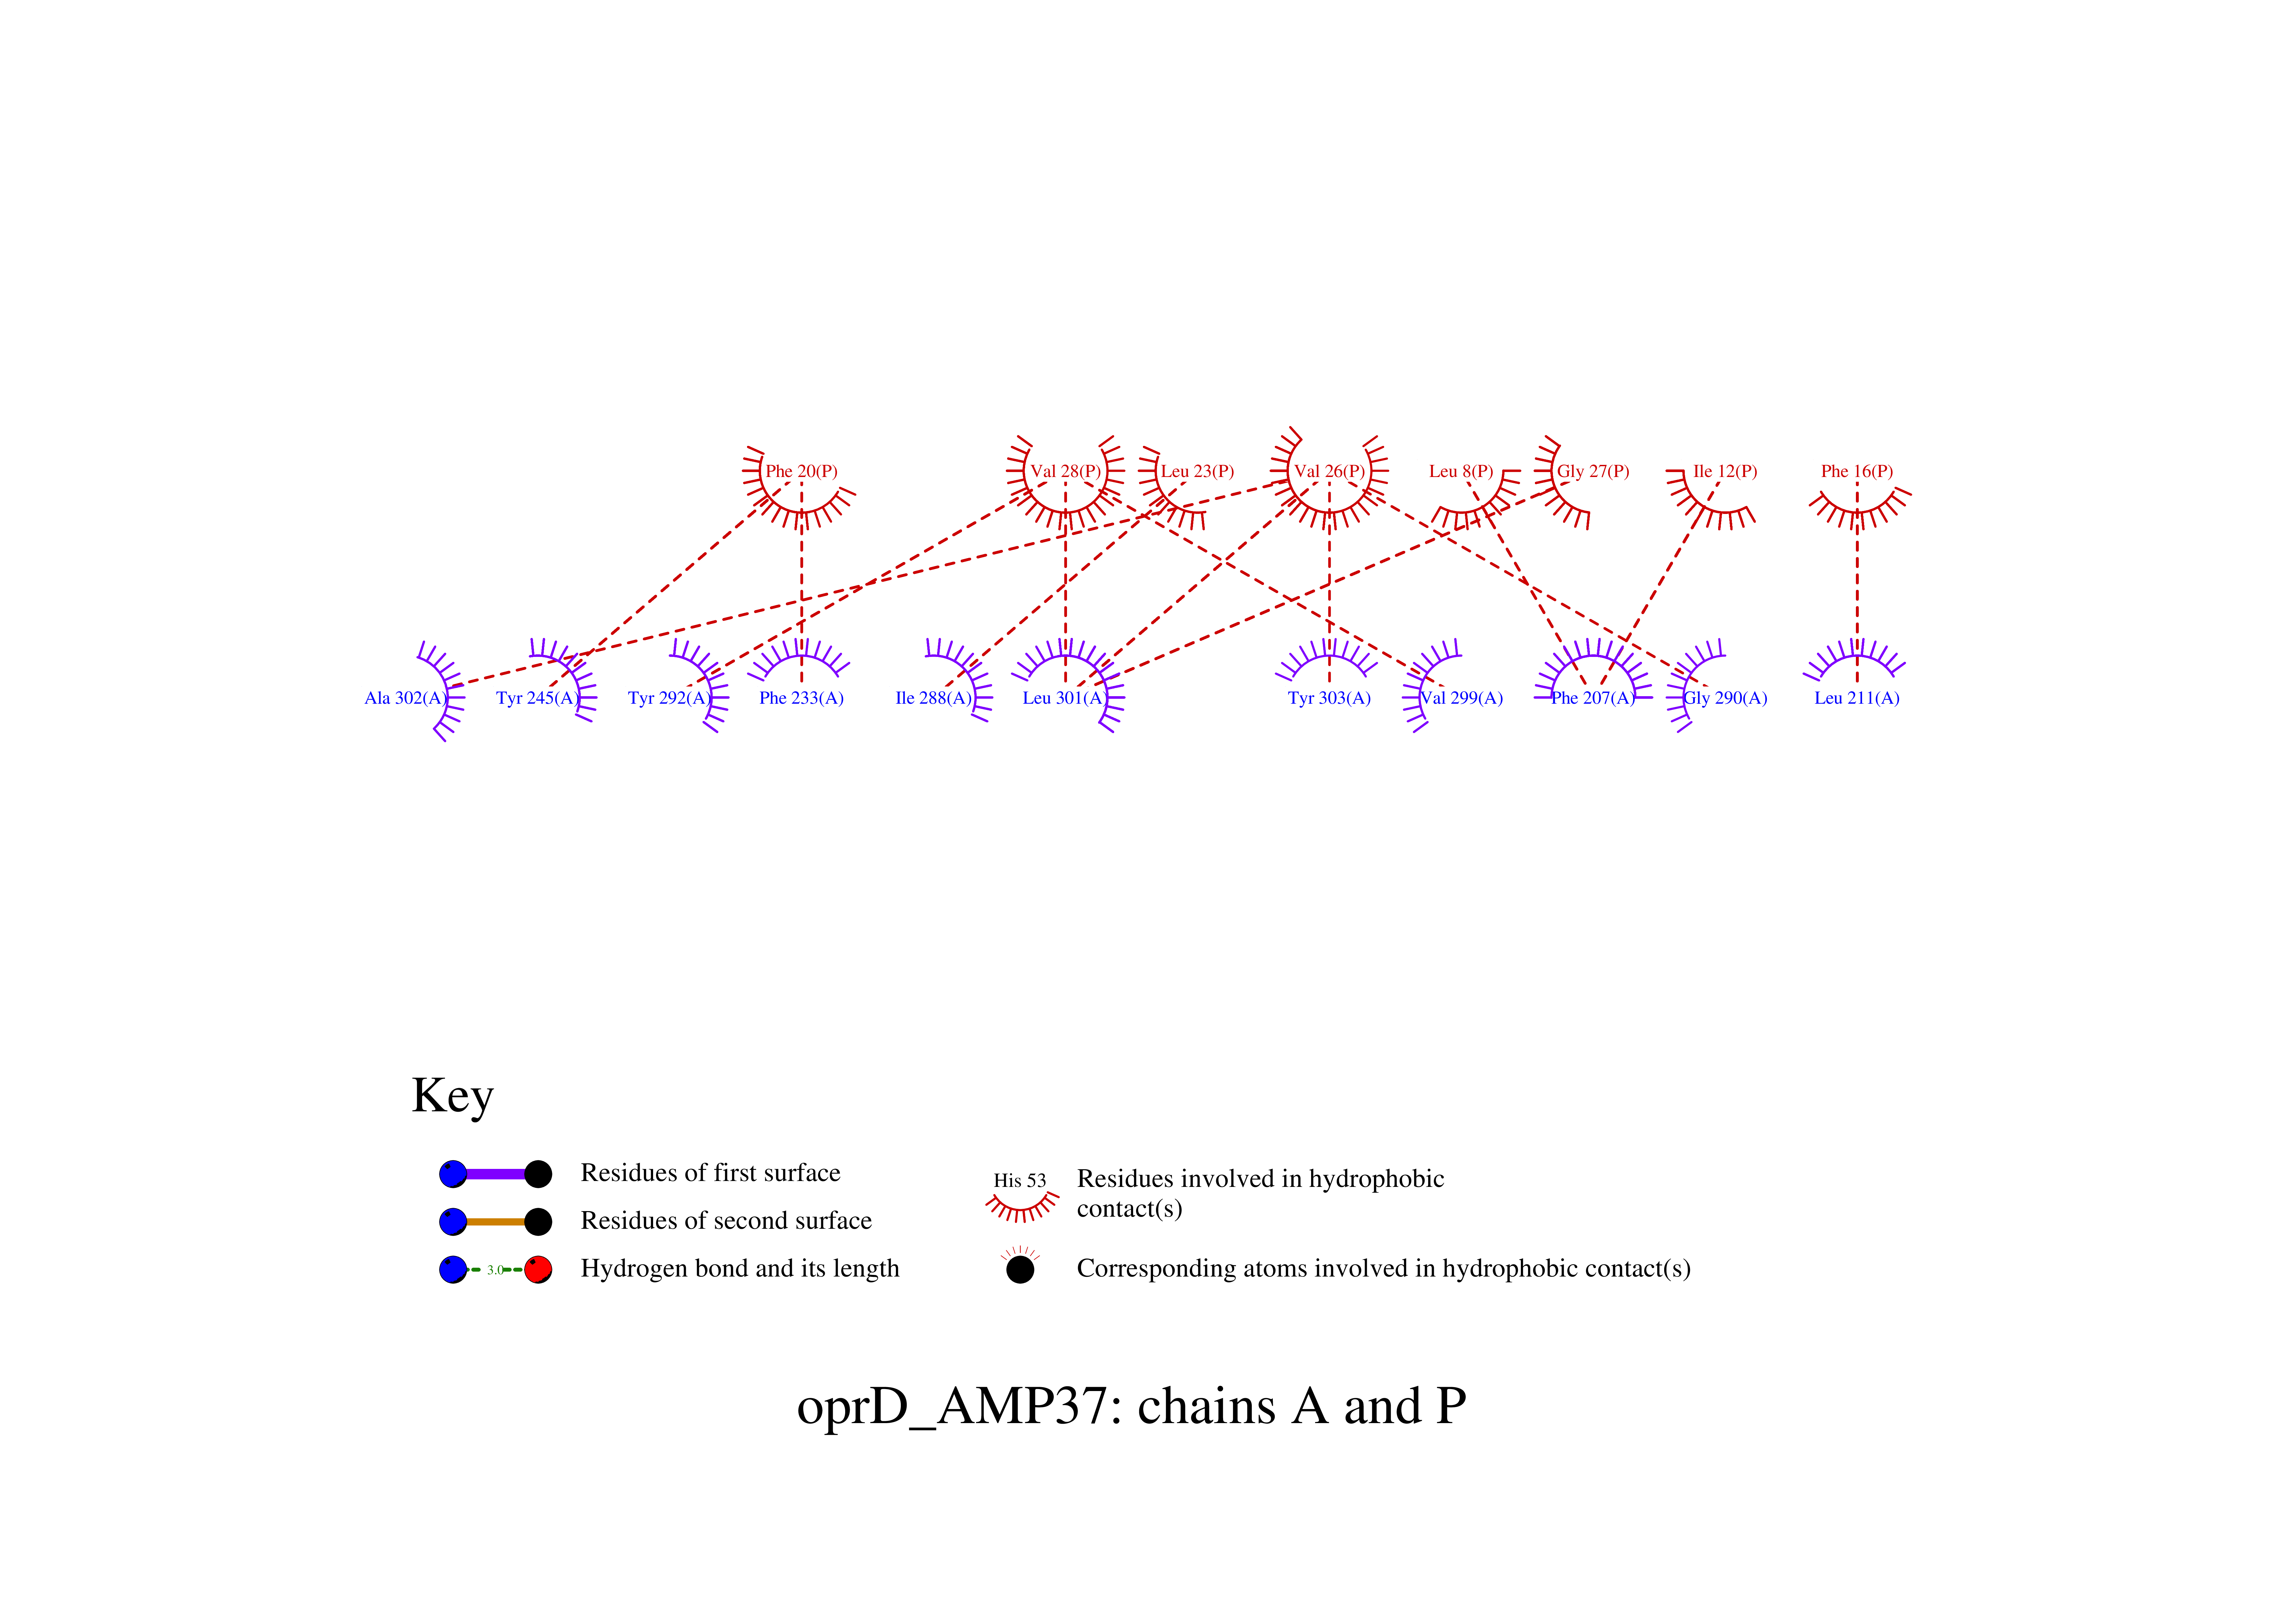 Phe 20(P) Val 28(P) Leu 23(P) Val 26(P) Leu 8(P) Gly 27(P) Ile 12(P) Phe 16(P)
Ala 302(A) Tyr 245(A) Tyr 292(A) Phe 233(A) Ile 288(A) Leu 301(A) Tyr 303(A) Val 299(A) Phe 207(A) Gly 290(A) Leu 211(A)
Key
Residues of first surface
Residues of second surface
3.0 Hydrogen bond and its length
His 53 Residues involved in hydrophobic
contact(s)
Corresponding atoms involved in hydrophobic contact(s)
oprD_AMP37: chains A and P